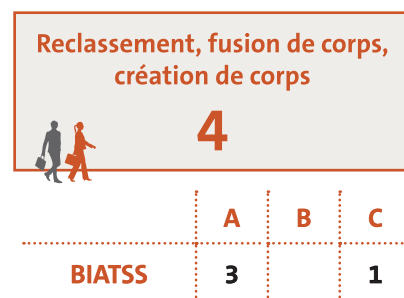 Reclassement, fusion de corps,
création de corps
4
A B C
BIATSS 3 1